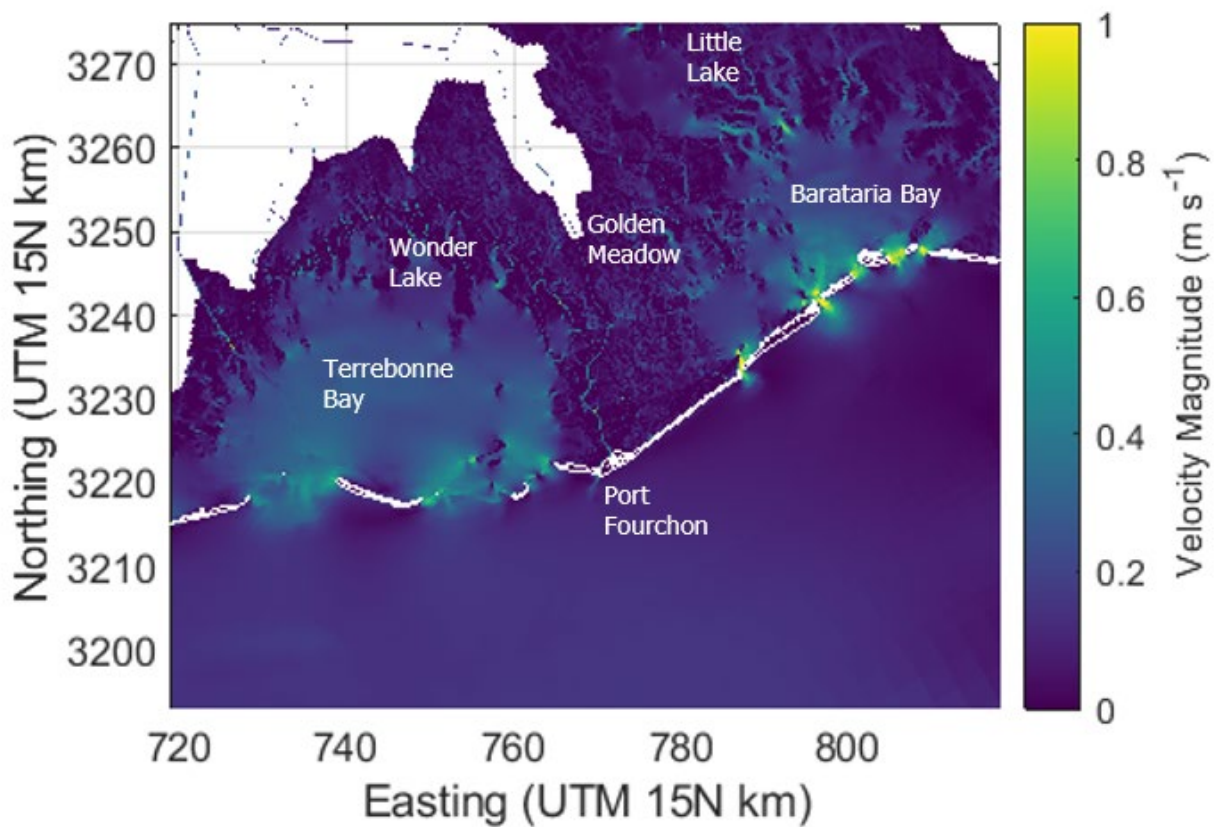 3270
3260
3250
3240
3230
3220
3210
3200
Northing (UTM 15N km)
Little
Lake
Barataria Bay
Golden
Meadow
Wonder
Lake
Terrebonne
Bay
Port
Fourchon
720 740 760 780 800
Easting (UTM 15N km)
1
0.8
0.6
0.4
0.2
0
Velocity Magnitude (m s⁻¹)